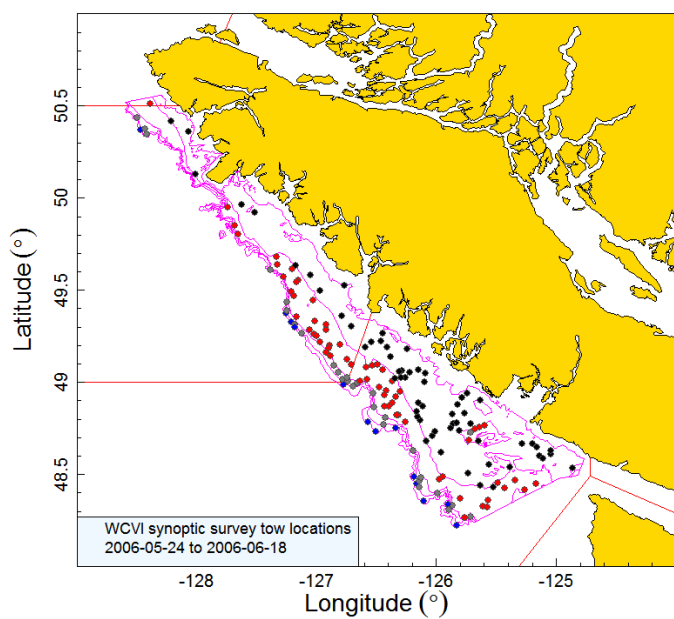 50.5
50
49.5
49
48.5
Latitude (°)
WCVI synoptic survey tow locations
2006-05-24 to 2006-06-18
-128 -127 -126 -125
Longitude (°)